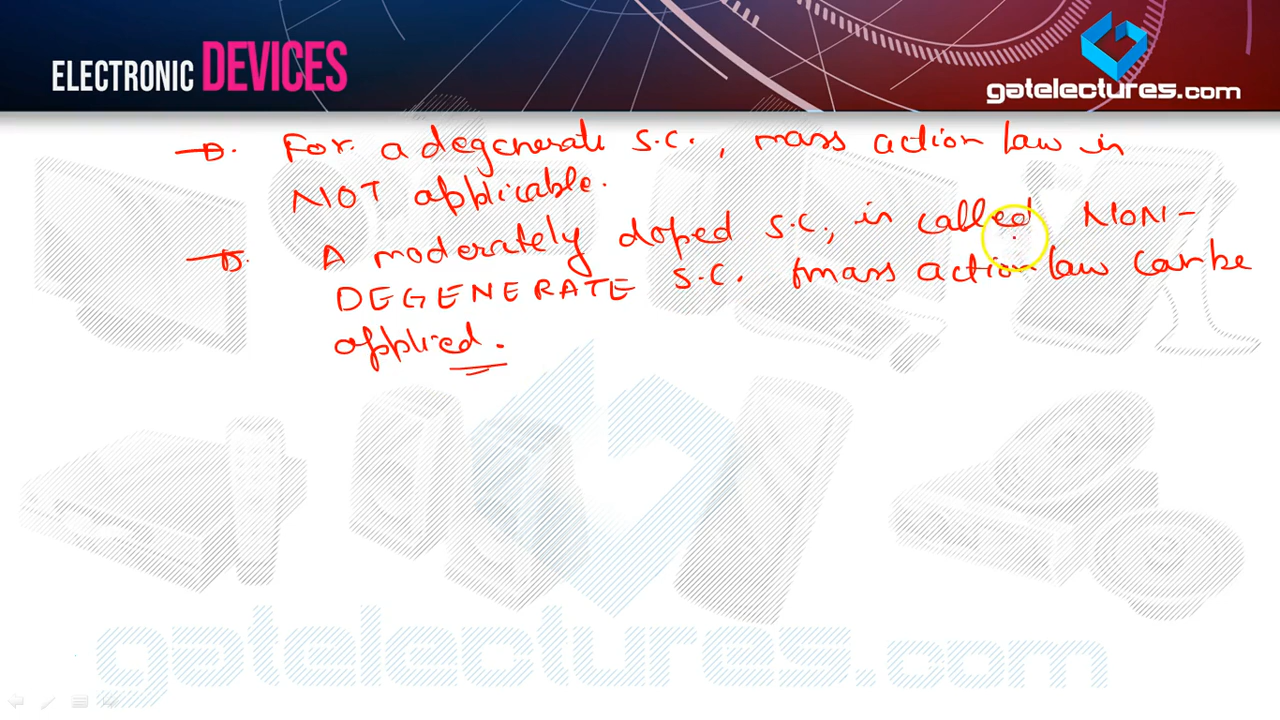 ELECTRONIC DEVICES
gatelectures.com
For a degenerate s.c., mass action law is
NOT applicable.
A moderately doped s.c., is called NON-
DEGENERATE s.c. mass action law can be
applied.
gatelectures.com